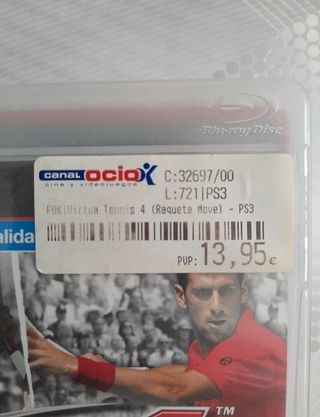 Blu-ray Disc
canal ocio
cine y videojuegos
C:32697/00
L:721|PS3
POK|Virtua Tennis 4 (Raqueta Move) - PS3
PVP: 13,95€
alida
TM